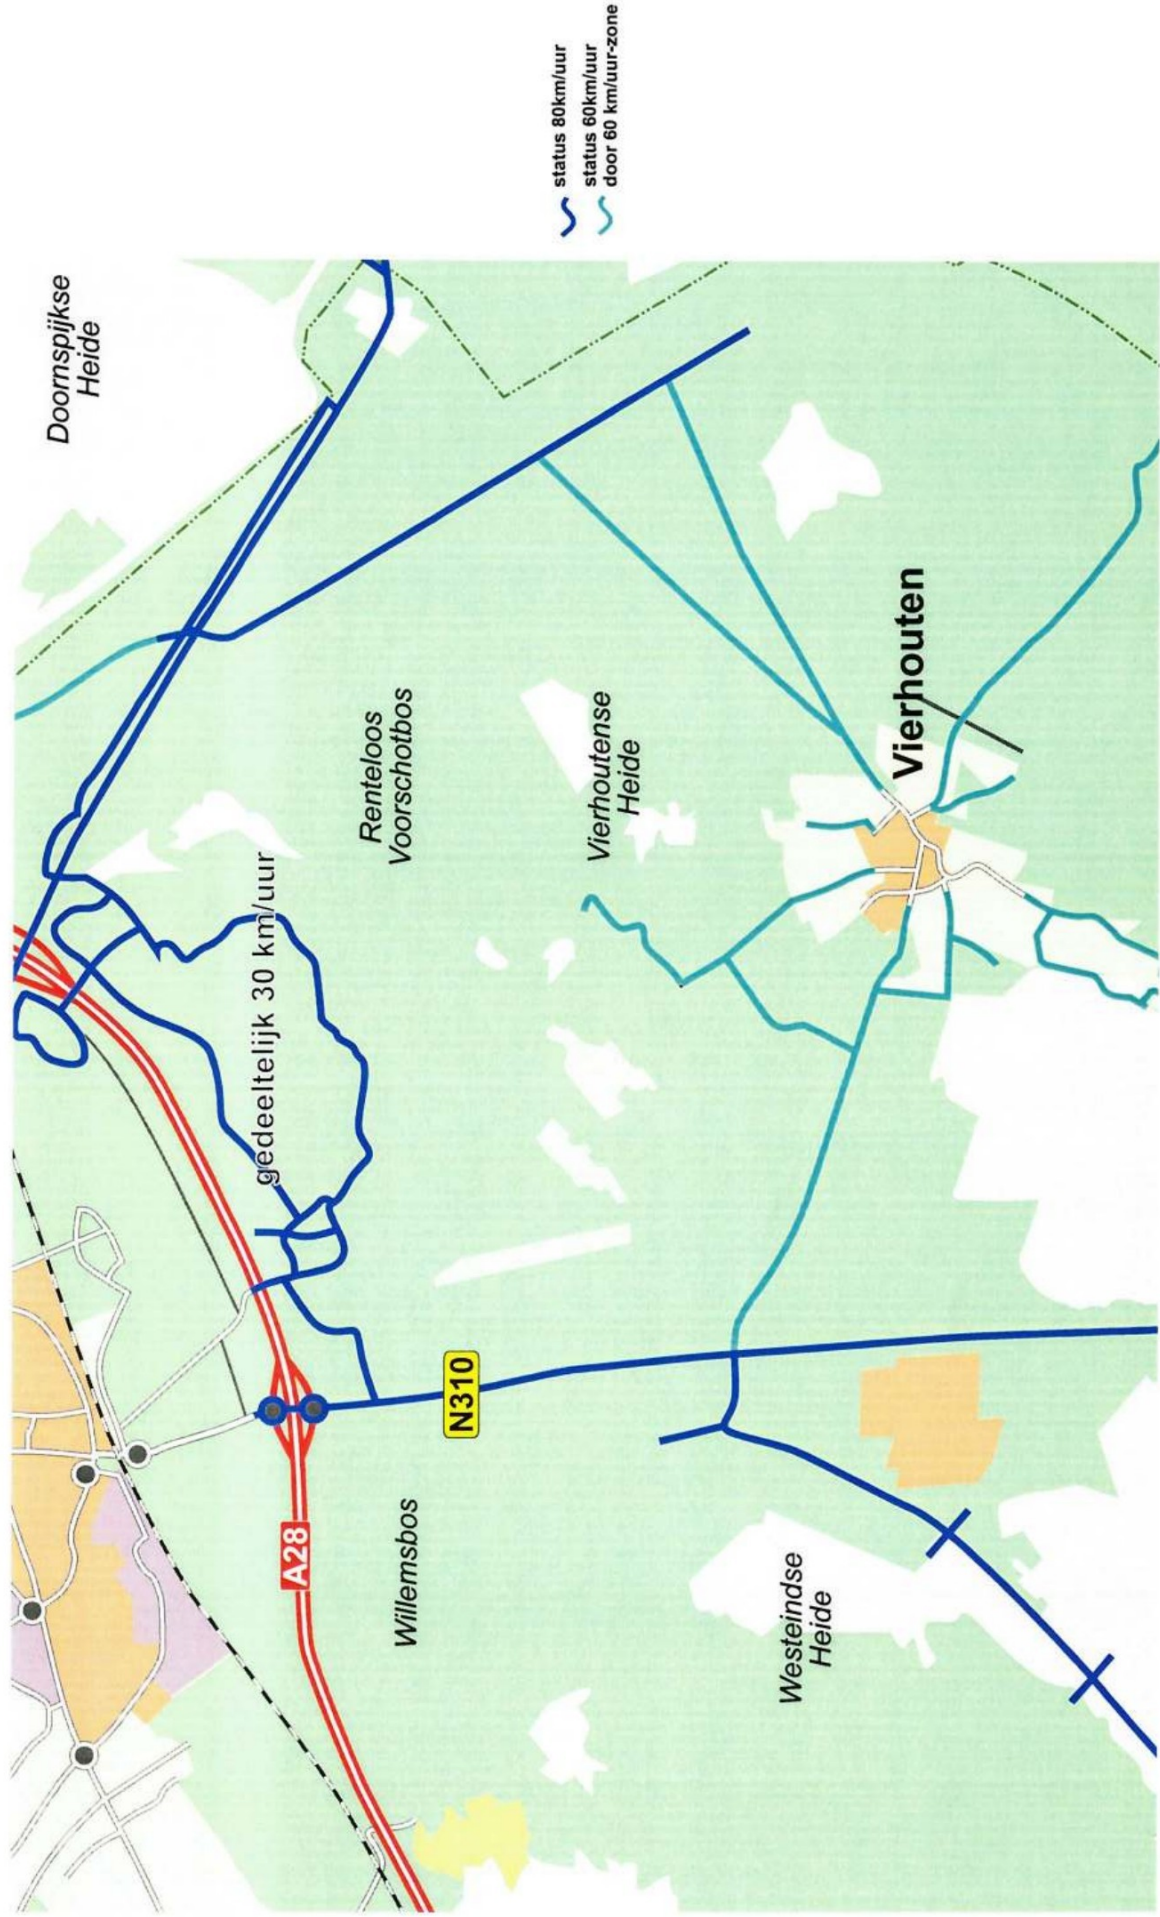 Doornspijkse
Heide
gedeeltelijk 30 km/uur
Renteloos
Voorschotbos
Vierhoutense
Heide
Vierhouten
A28
N310
Willemsbos
Westeindse
Heide
status 80km/uur
status 60km/uur
door 60 km/uur-zone